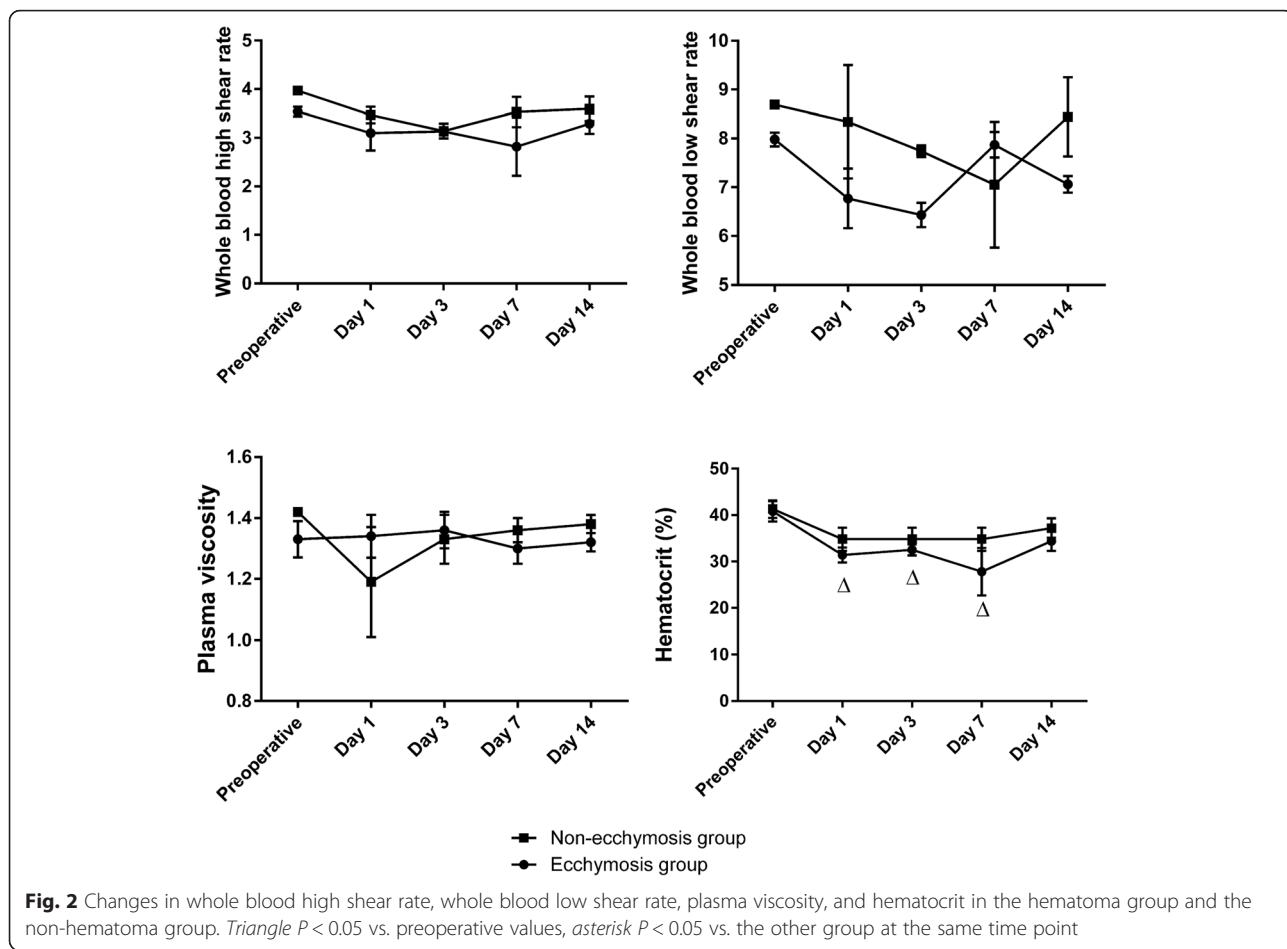 Whole blood high shear rate
5
4
3
2
1
0
Preoperative
Day 1
Day 3
Day 7
Day 14
Whole blood low shear rate
10
9
8
7
6
5
Preoperative
Day 1
Day 3
Day 7
Day 14
Plasma viscosity
1.6
1.4
1.2
1.0
0.8
Preoperative
Day 1
Day 3
Day 7
Day 14
Hematocrit (%)
50
40
30
20
10
0
Δ
Δ
Δ
Preoperative
Day 1
Day 3
Day 7
Day 14
Non-ecchymosis group
Ecchymosis group
Fig. 2 Changes in whole blood high shear rate, whole blood low shear rate, plasma viscosity, and hematocrit in the hematoma group and the
non-hematoma group. Triangle P < 0.05 vs. preoperative values, asterisk P < 0.05 vs. the other group at the same time point